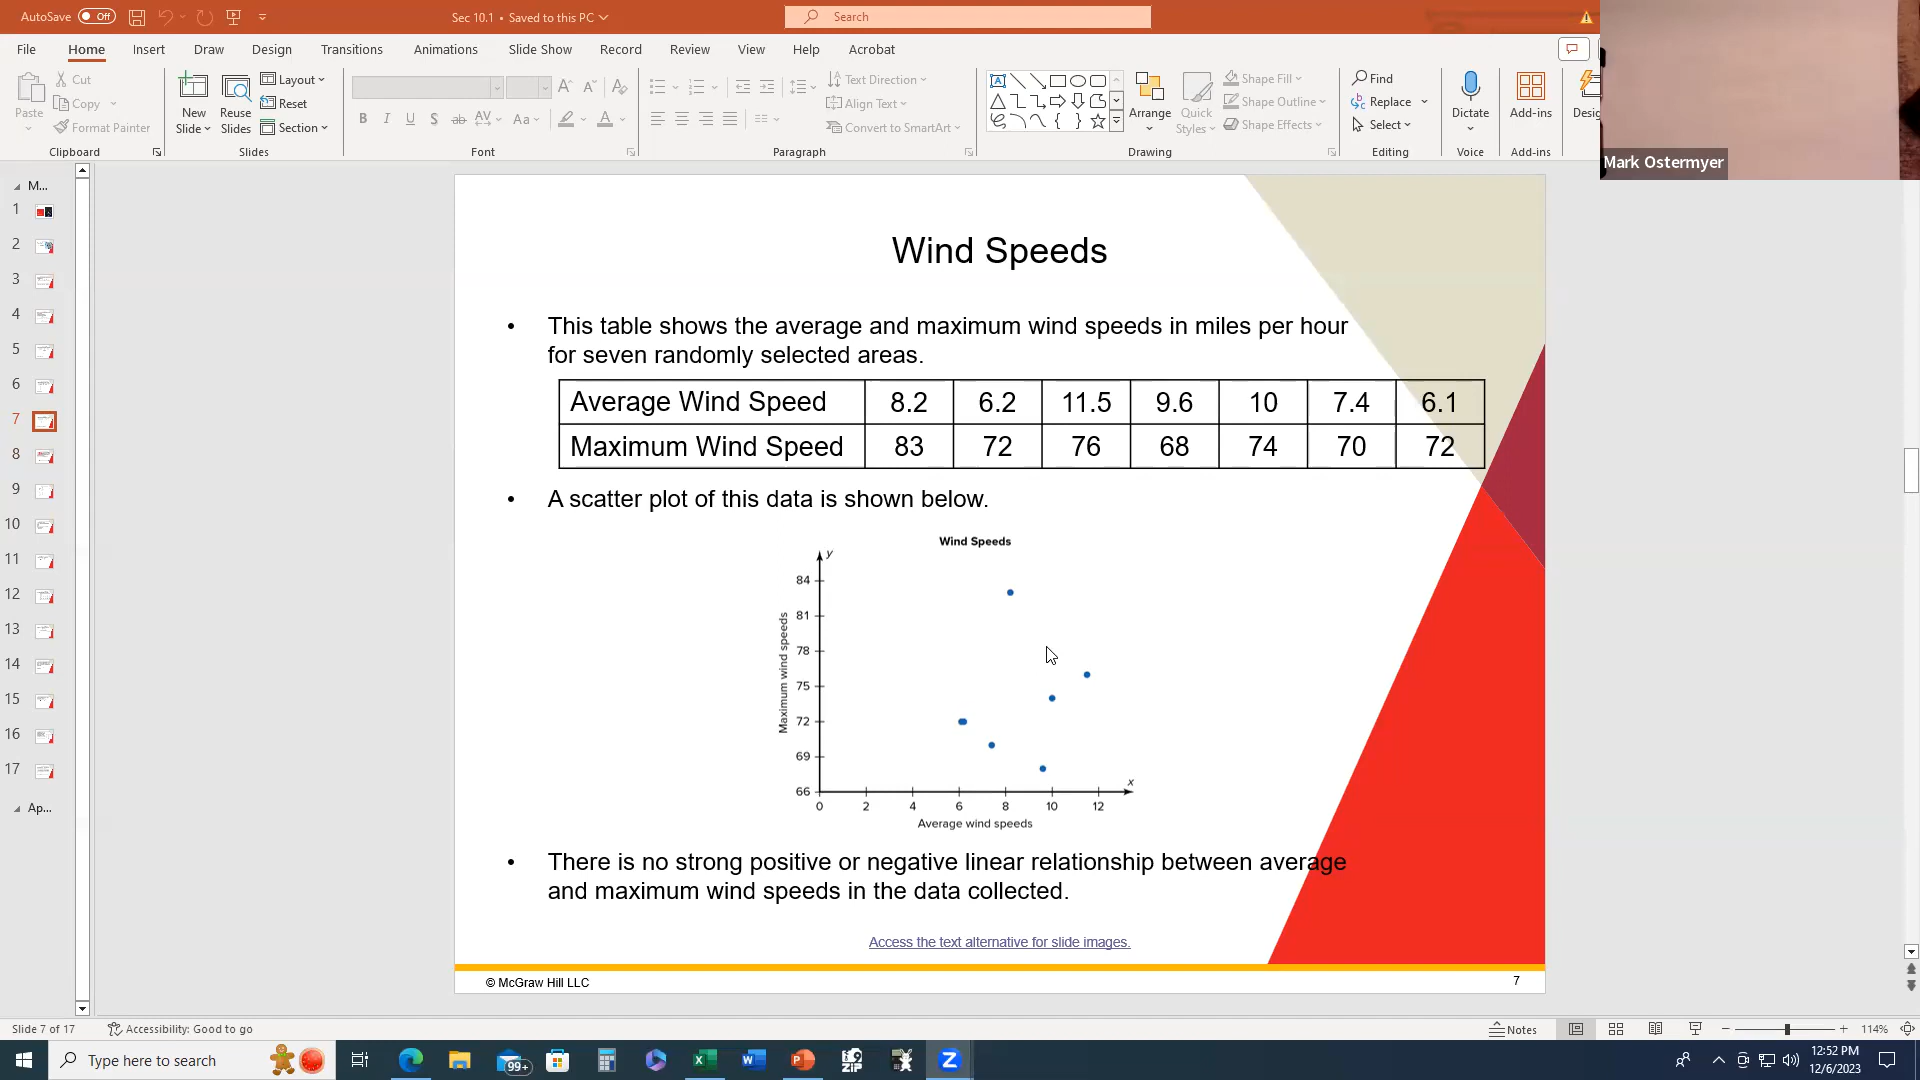 AutoSave Off
Sec 10.1 • Saved to this PC
Search
File Home Insert Draw Design Transitions Animations Slide Show Record Review View Help Acrobat
Paste
Cut
Copy
Format Painter
Clipboard
New Slide
Reuse Slides
Layout
Reset
Section
Slides
B I U S ab AV Aa A
Font
Text Direction
Align Text
Convert to SmartArt
Paragraph
Arrange
Quick Styles
Shape Fill
Shape Outline
Shape Effects
Drawing
Find
Replace
Select
Editing
Dictate
Voice
Add-ins
Add-ins
Desig
Mark Ostermyer
M...
1
2
3
4
5
6
7
8
9
10
11
12
13
14
15
16
17
Ap...
Wind Speeds
• This table shows the average and maximum wind speeds in miles per hour
for seven randomly selected areas.
Average Wind Speed 8.2 6.2 11.5 9.6 10 7.4 6.1
Maximum Wind Speed 83 72 76 68 74 70 72
• A scatter plot of this data is shown below.
Wind Speeds
y
84
81
78
75
72
69
66
Maximum wind speeds
x
0 2 4 6 8 10 12
Average wind speeds
• There is no strong positive or negative linear relationship between average
and maximum wind speeds in the data collected.
Access the text alternative for slide images.
© McGraw Hill LLC
7
Slide 7 of 17
Accessibility: Good to go
Notes
114%
Type here to search
99+
12:52 PM
12/6/2023